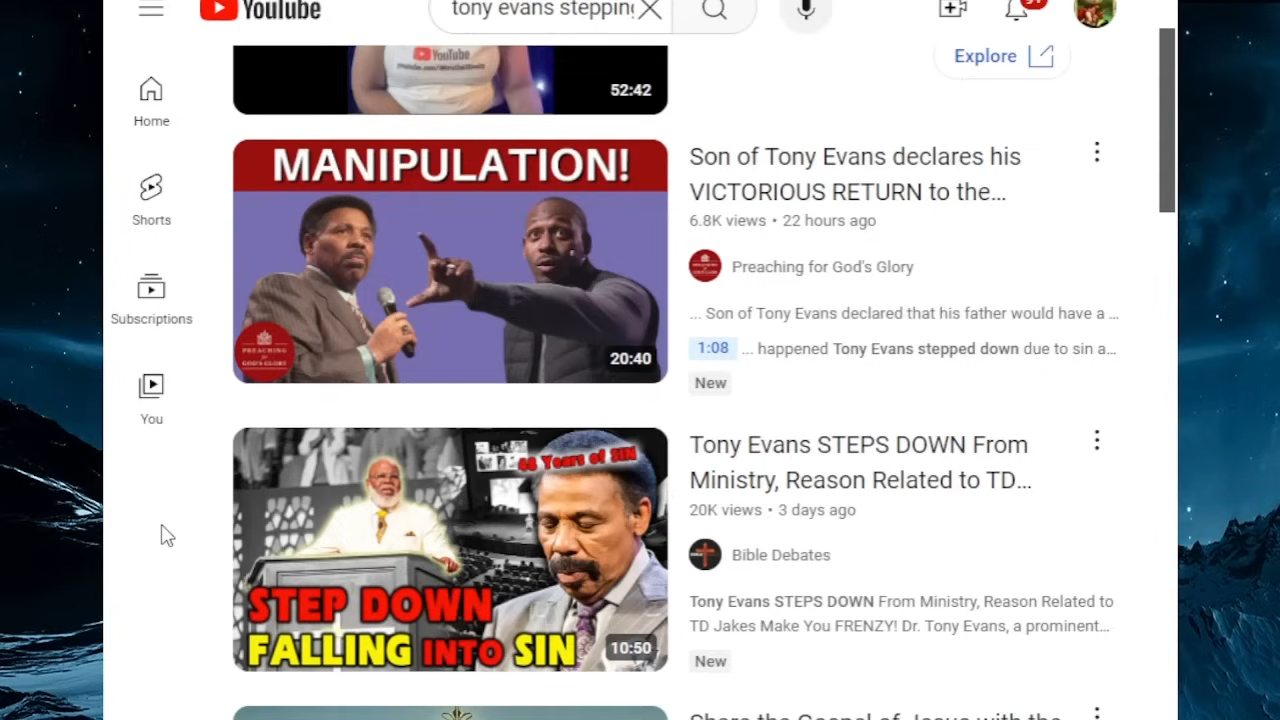 YouTube
tony evans stepping
9+
YouTube
52:42
Explore
Home
Shorts
Subscriptions
You
MANIPULATION!
PREACHING
for
GOD'S GLORY
20:40
Son of Tony Evans declares his
VICTORIOUS RETURN to the…
6.8K views • 22 hours ago
Preaching for God's Glory
... Son of Tony Evans declared that his father would have a ...
1:08 ... happened Tony Evans stepped down due to sin a...
New
48 Years of SIN
STEP DOWN
FALLING INTO SIN
10:50
Tony Evans STEPS DOWN From
Ministry, Reason Related to TD…
20K views • 3 days ago
Bible Debates
Tony Evans STEPS DOWN From Ministry, Reason Related to
TD Jakes Make You FRENZY! Dr. Tony Evans, a prominent...
New
Share the Gospel of Jesus with the